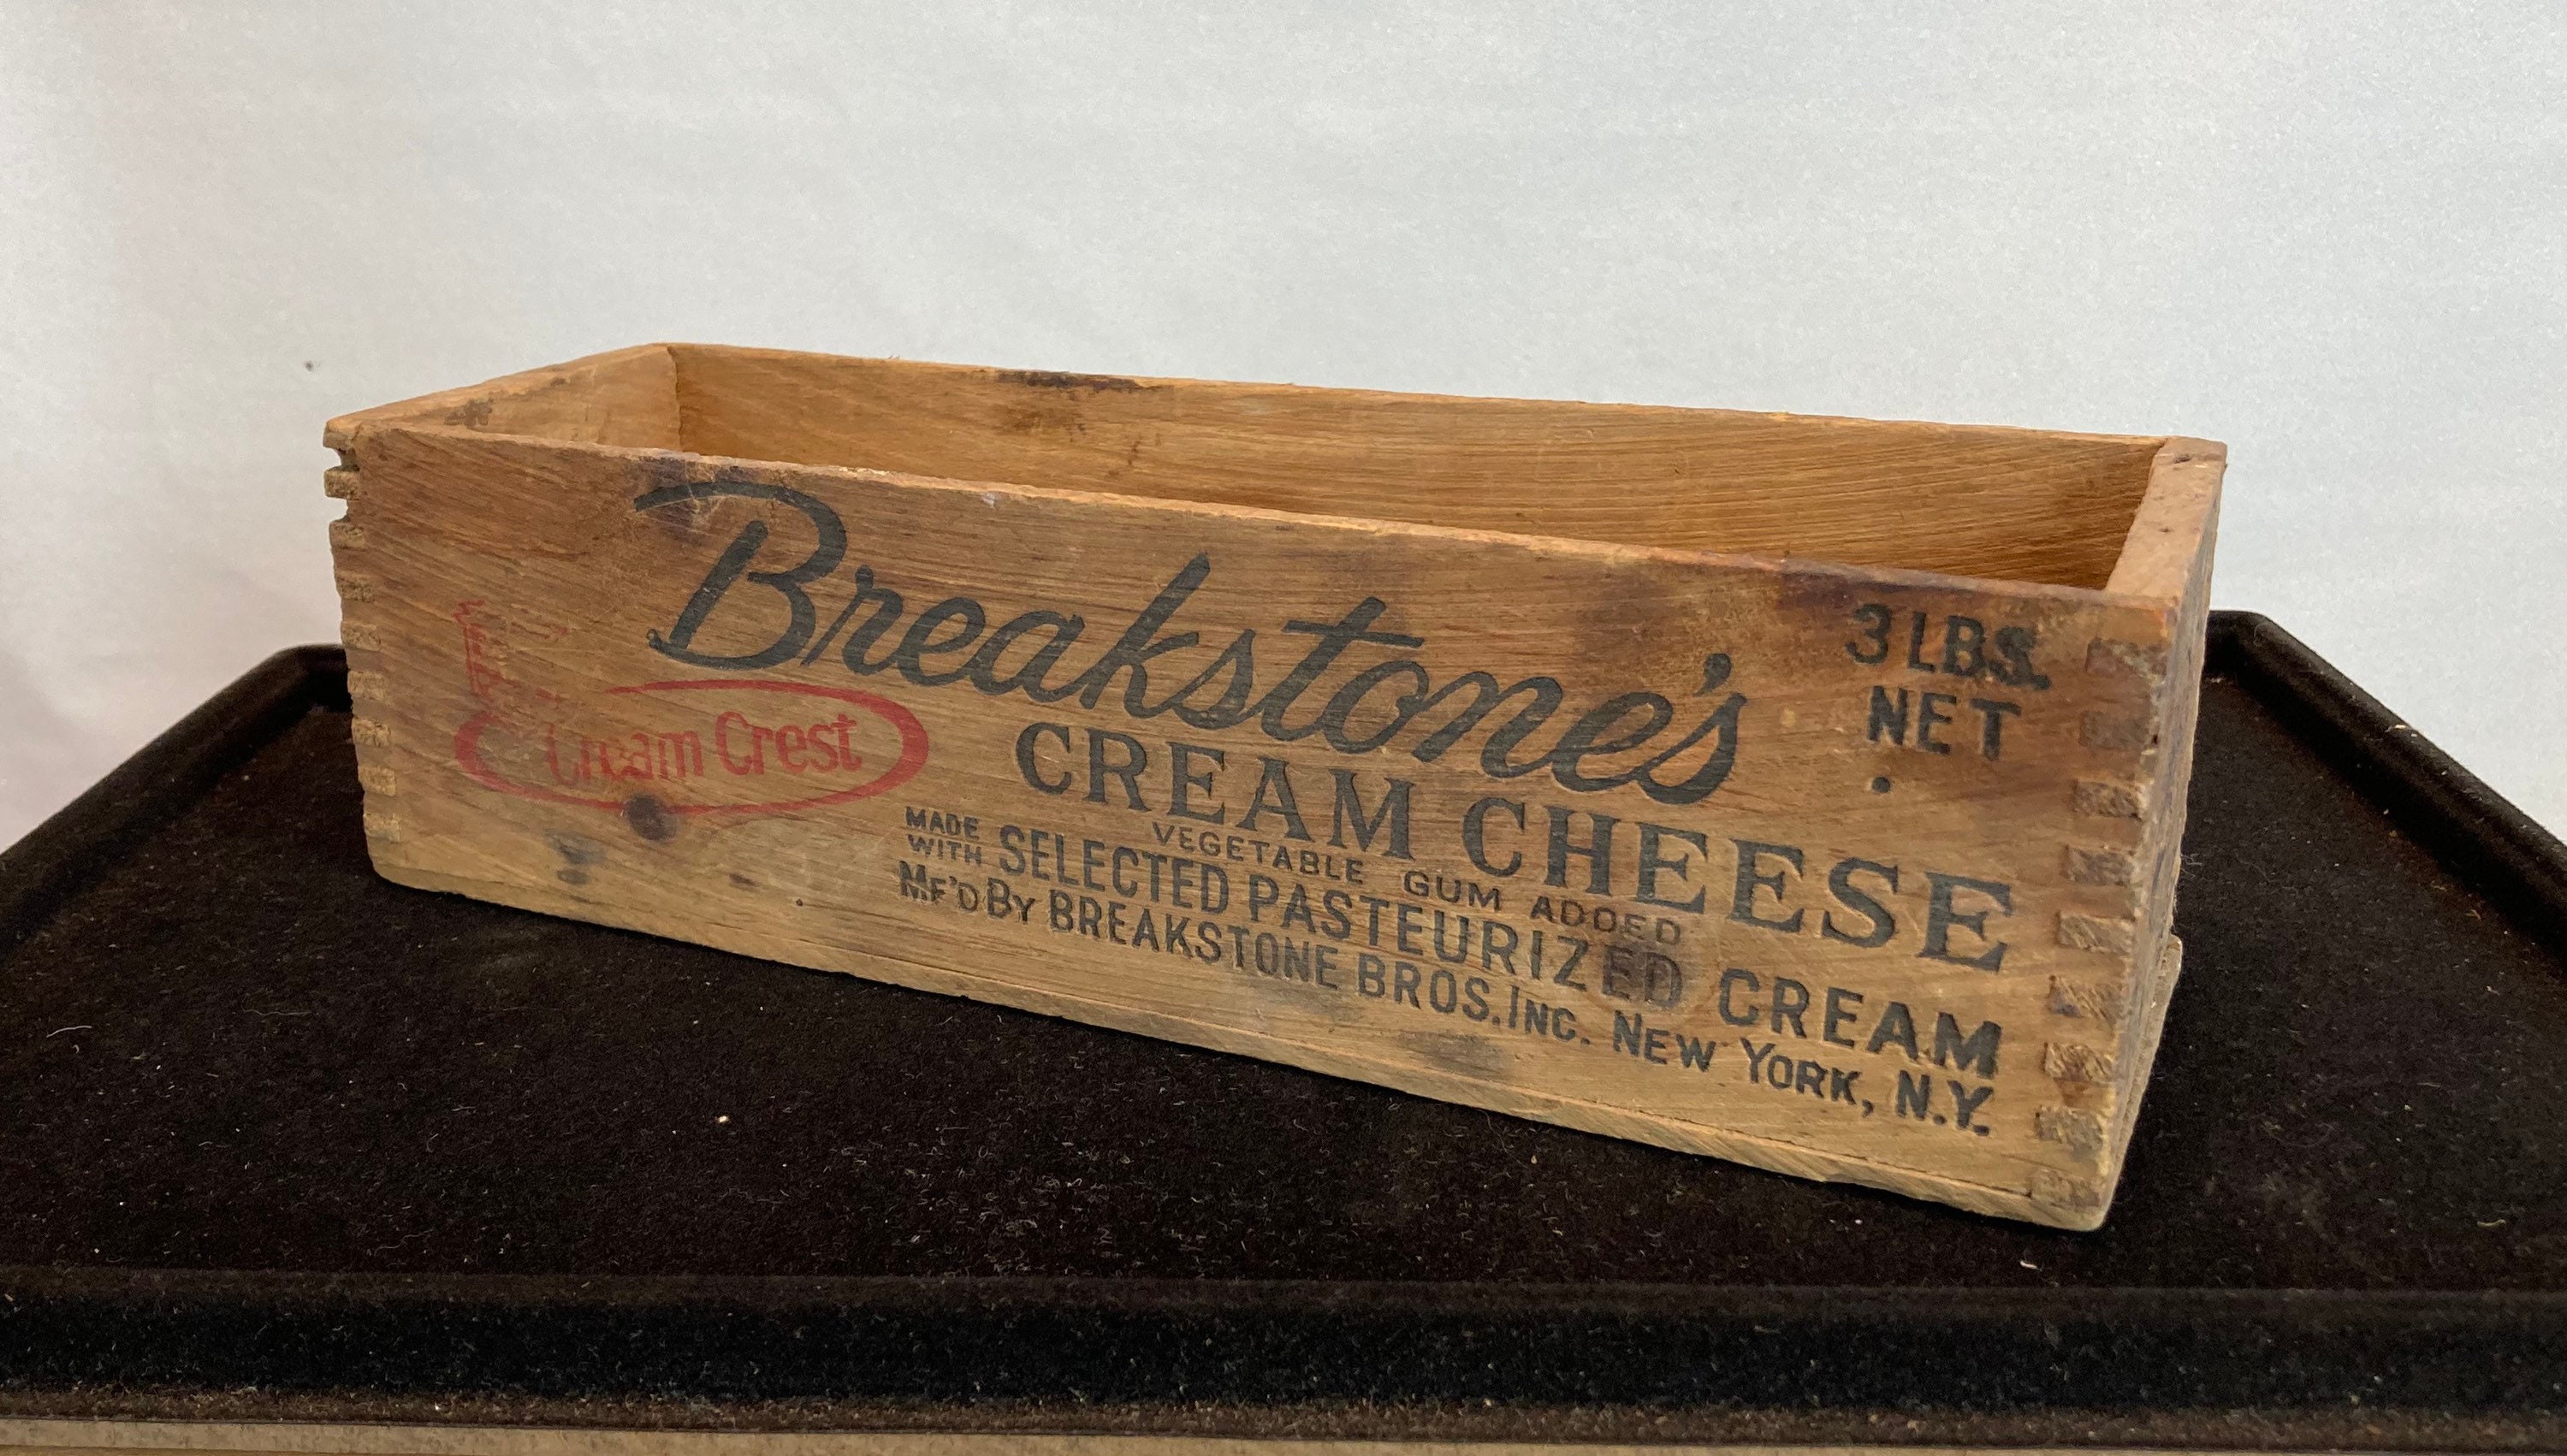 Breakstone's
3 LBS.
NET
Cream Crest
CREAM CHEESE
VEGETABLE GUM ADDED
MADE WITH SELECTED PASTEURIZED CREAM
MF'D BY BREAKSTONE BROS. INC. NEW YORK, N.Y.